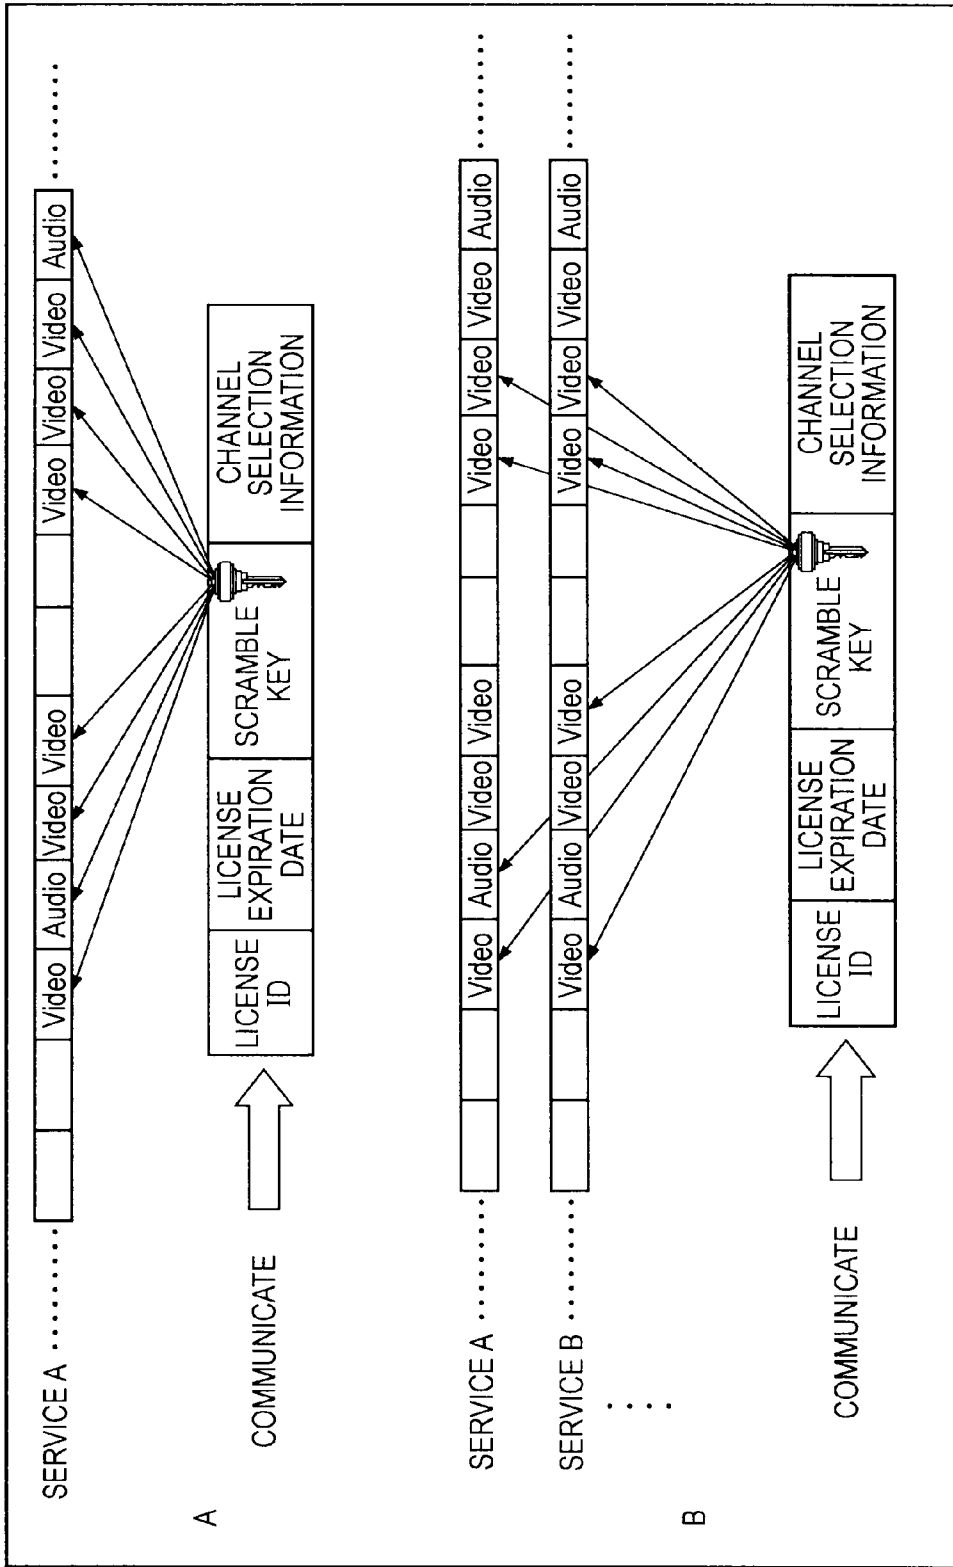 A
SERVICE A ·········
Video Audio Video Video Video Video Video Audio ········
COMMUNICATE
LICENSE
ID
LICENSE
EXPIRATION
DATE
SCRAMBLE
KEY
CHANNEL
SELECTION
INFORMATION
B
SERVICE A ·········
Video Audio Video Video Video Video Video Audio ········
SERVICE B ·········
Video Audio Video Video Video Video Video Audio ········
····
COMMUNICATE
LICENSE
ID
LICENSE
EXPIRATION
DATE
SCRAMBLE
KEY
CHANNEL
SELECTION
INFORMATION